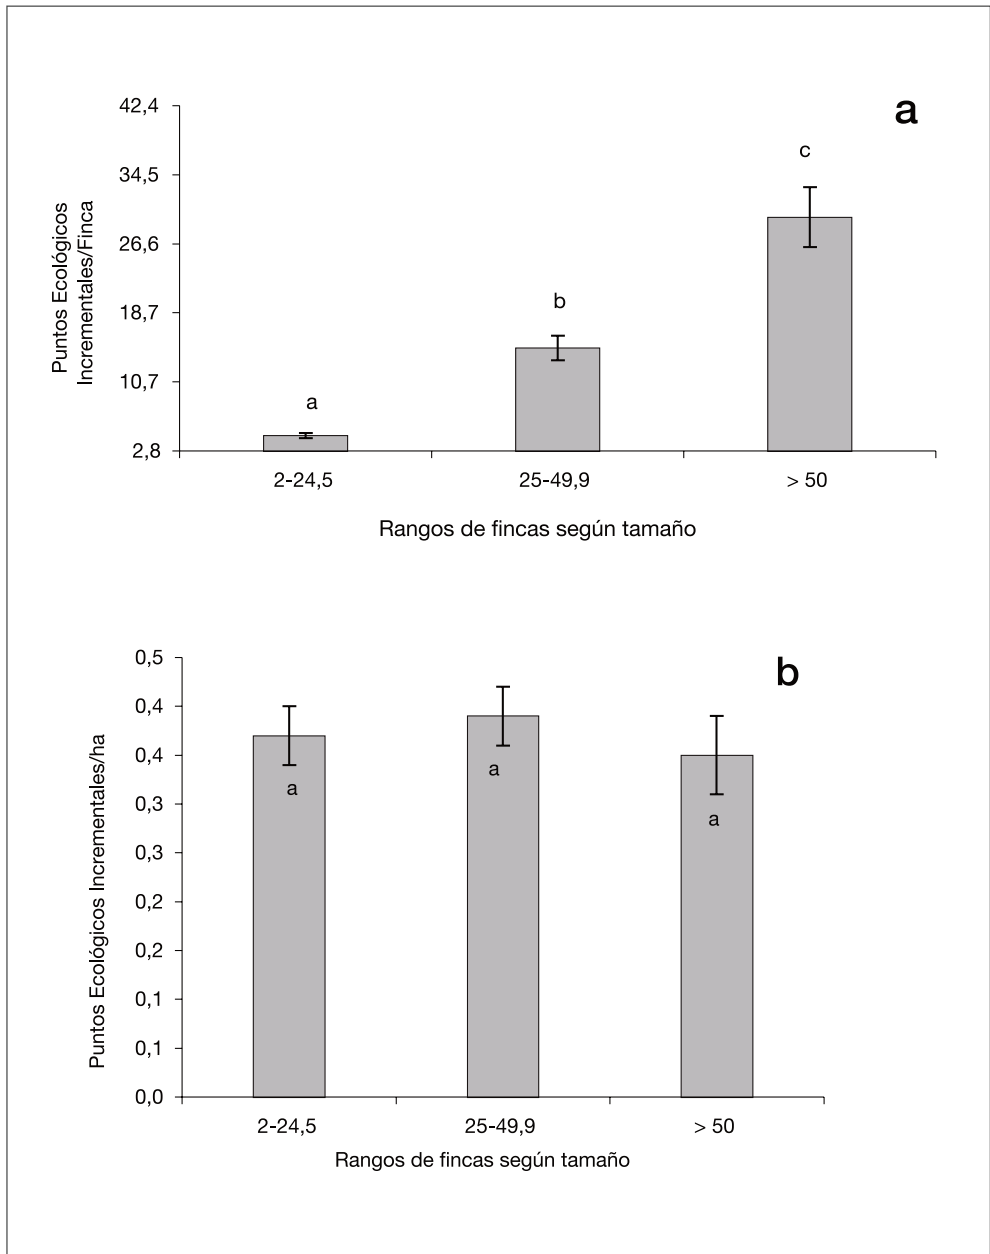 a
42,4
34,5
26,6
18,7
10,7
2,8
Puntos Ecológicos
Incrementales/Finca
a
b
c
2-24,5
25-49,9
> 50
Rangos de fincas según tamaño
b
0,5
0,4
0,4
0,3
0,3
0,2
0,2
0,1
0,1
0,0
Puntos Ecológicos Incrementales/ha
a
a
a
2-24,5
25-49,9
> 50
Rangos de fincas según tamaño